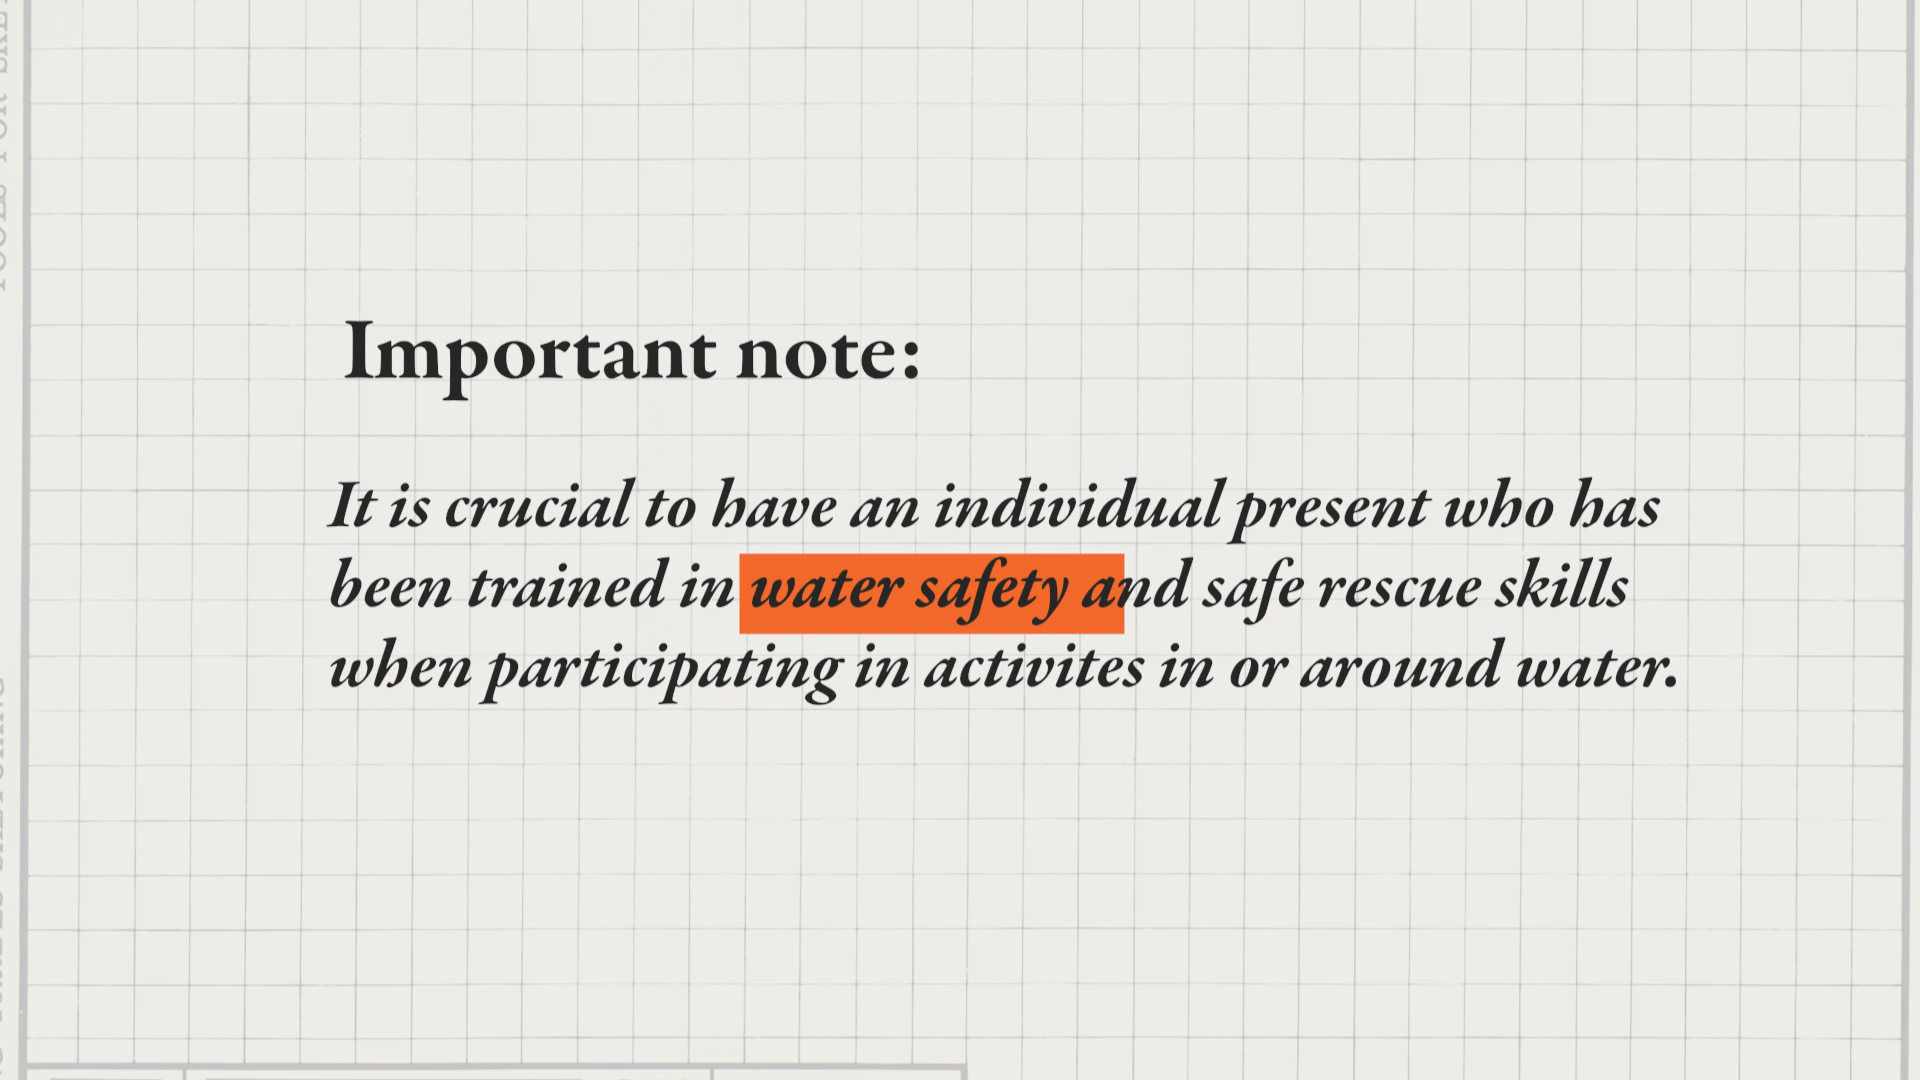 Important note:
It is crucial to have an individual present who has
been trained in water safety and safe rescue skills
when participating in activites in or around water.